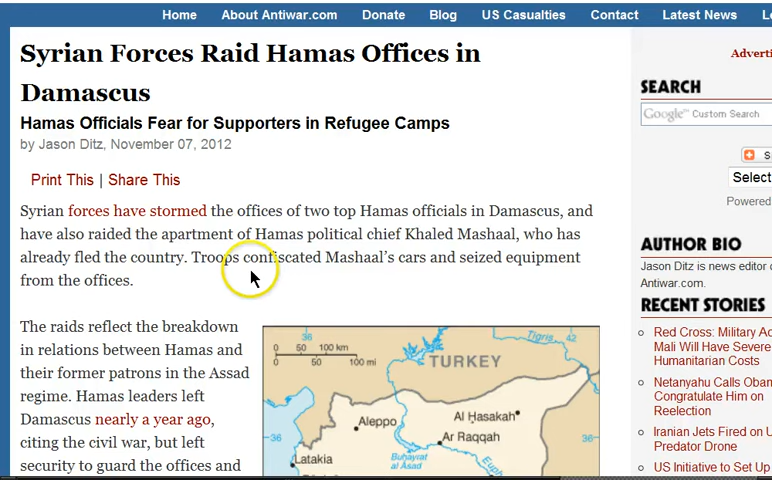 Home About Antiwar.com Donate Blog US Casualties Contact Latest News
Syrian Forces Raid Hamas Offices in
Damascus
Hamas Officials Fear for Supporters in Refugee Camps
by Jason Ditz, November 07, 2012
Print This | Share This
Syrian forces have stormed the offices of two top Hamas officials in Damascus, and
have also raided the apartment of Hamas political chief Khaled Mashaal, who has
already fled the country. Troops confiscated Mashaal's cars and seized equipment
from the offices.
The raids reflect the breakdown
in relations between Hamas and
their former patrons in the Assad
regime. Hamas leaders left
Damascus nearly a year ago,
citing the civil war, but left
security to guard the offices and
36 42
0 50 100 km
0 50 100 mi
Tigris
TURKEY
Aleppo
Al Hasakah
Ar Raqqah
36 36
Buhayrat
al Asad
Latakia
Adverti
SEARCH
Google™ Custom Search
S
Select
Powered
AUTHOR BIO
Jason Ditz is news editor
Antiwar.com.
RECENT STORIES
Red Cross: Military Ac
Mali Will Have Severe
Humanitarian Costs
Netanyahu Calls Obam
Congratulate Him on
Reelection
Iranian Jets Fired on U
Predator Drone
US Initiative to Set Up